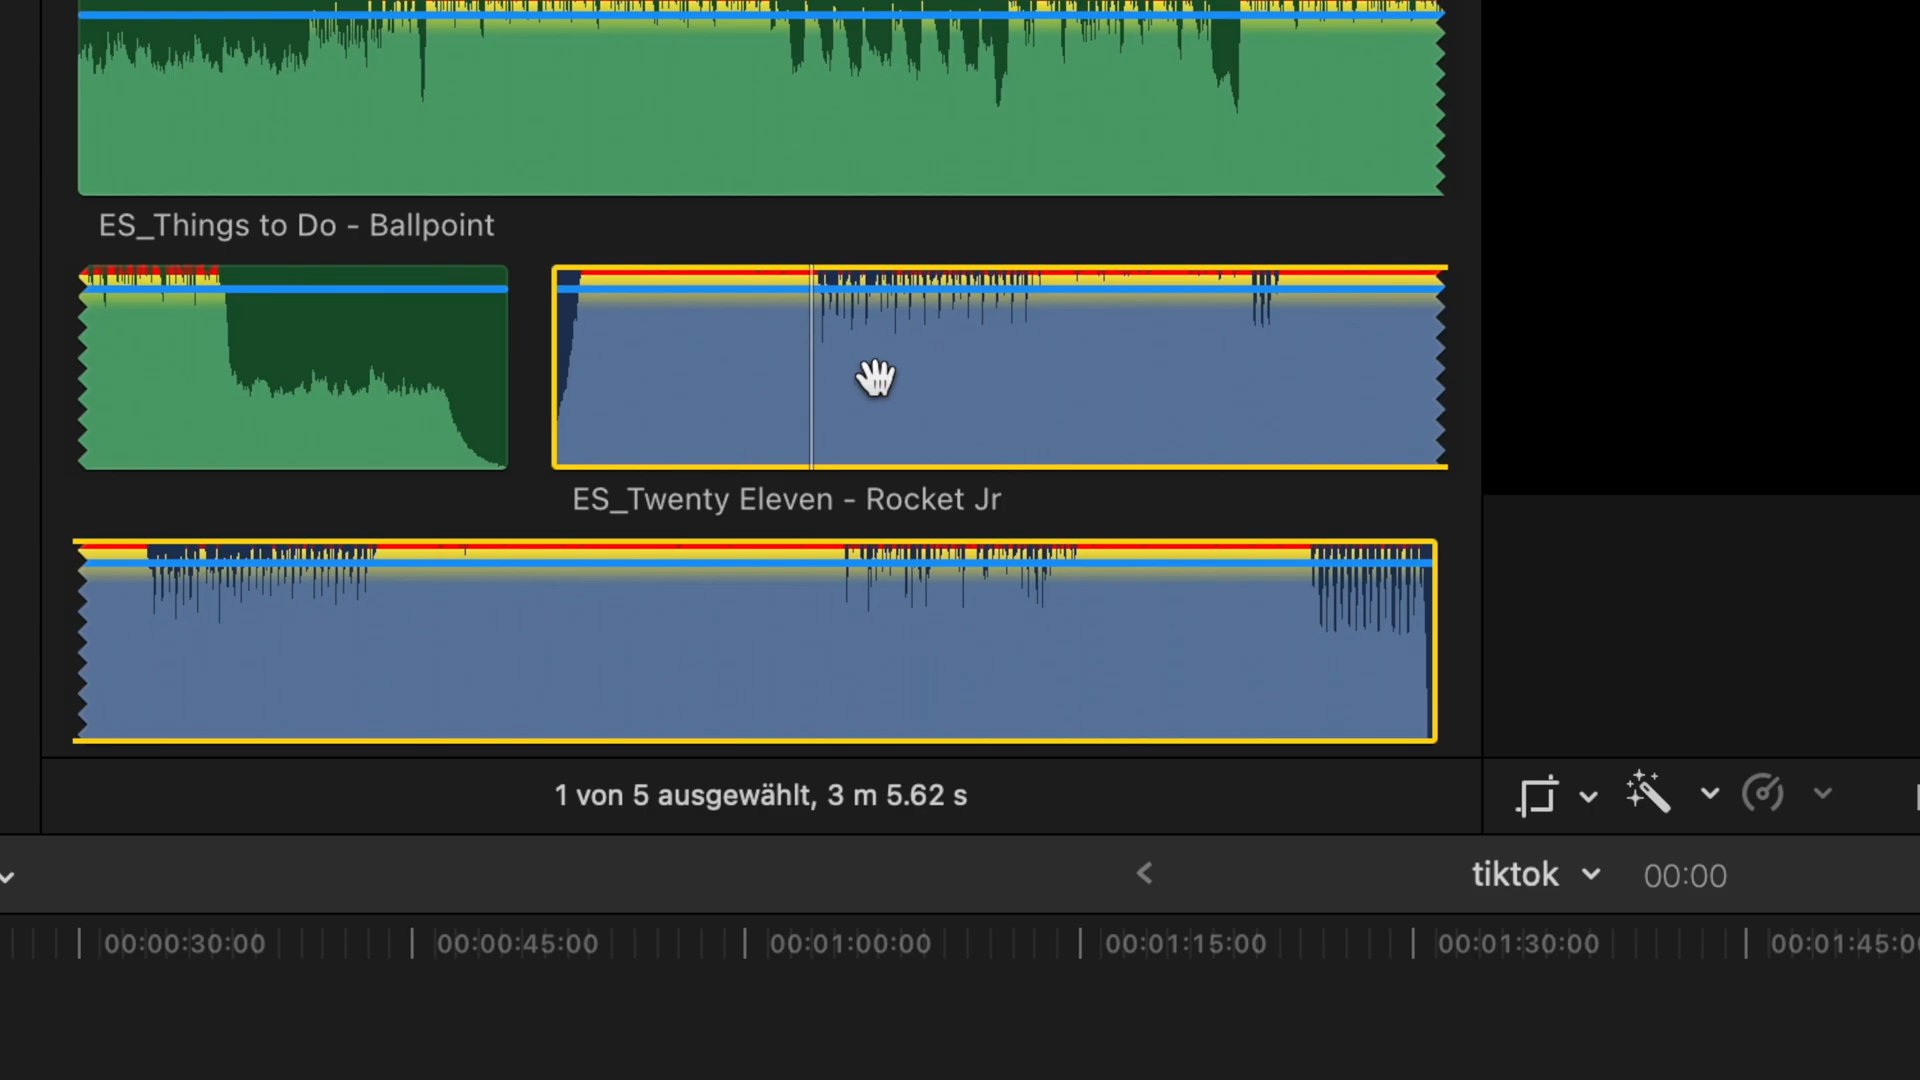 ES_Things to Do - Ballpoint
ES_Twenty Eleven - Rocket Jr
1 von 5 ausgewählt, 3 m 5.62 s
tiktok
00:00
00:00:30:00
00:00:45:00
00:01:00:00
00:01:15:00
00:01:30:00
00:01:45:00